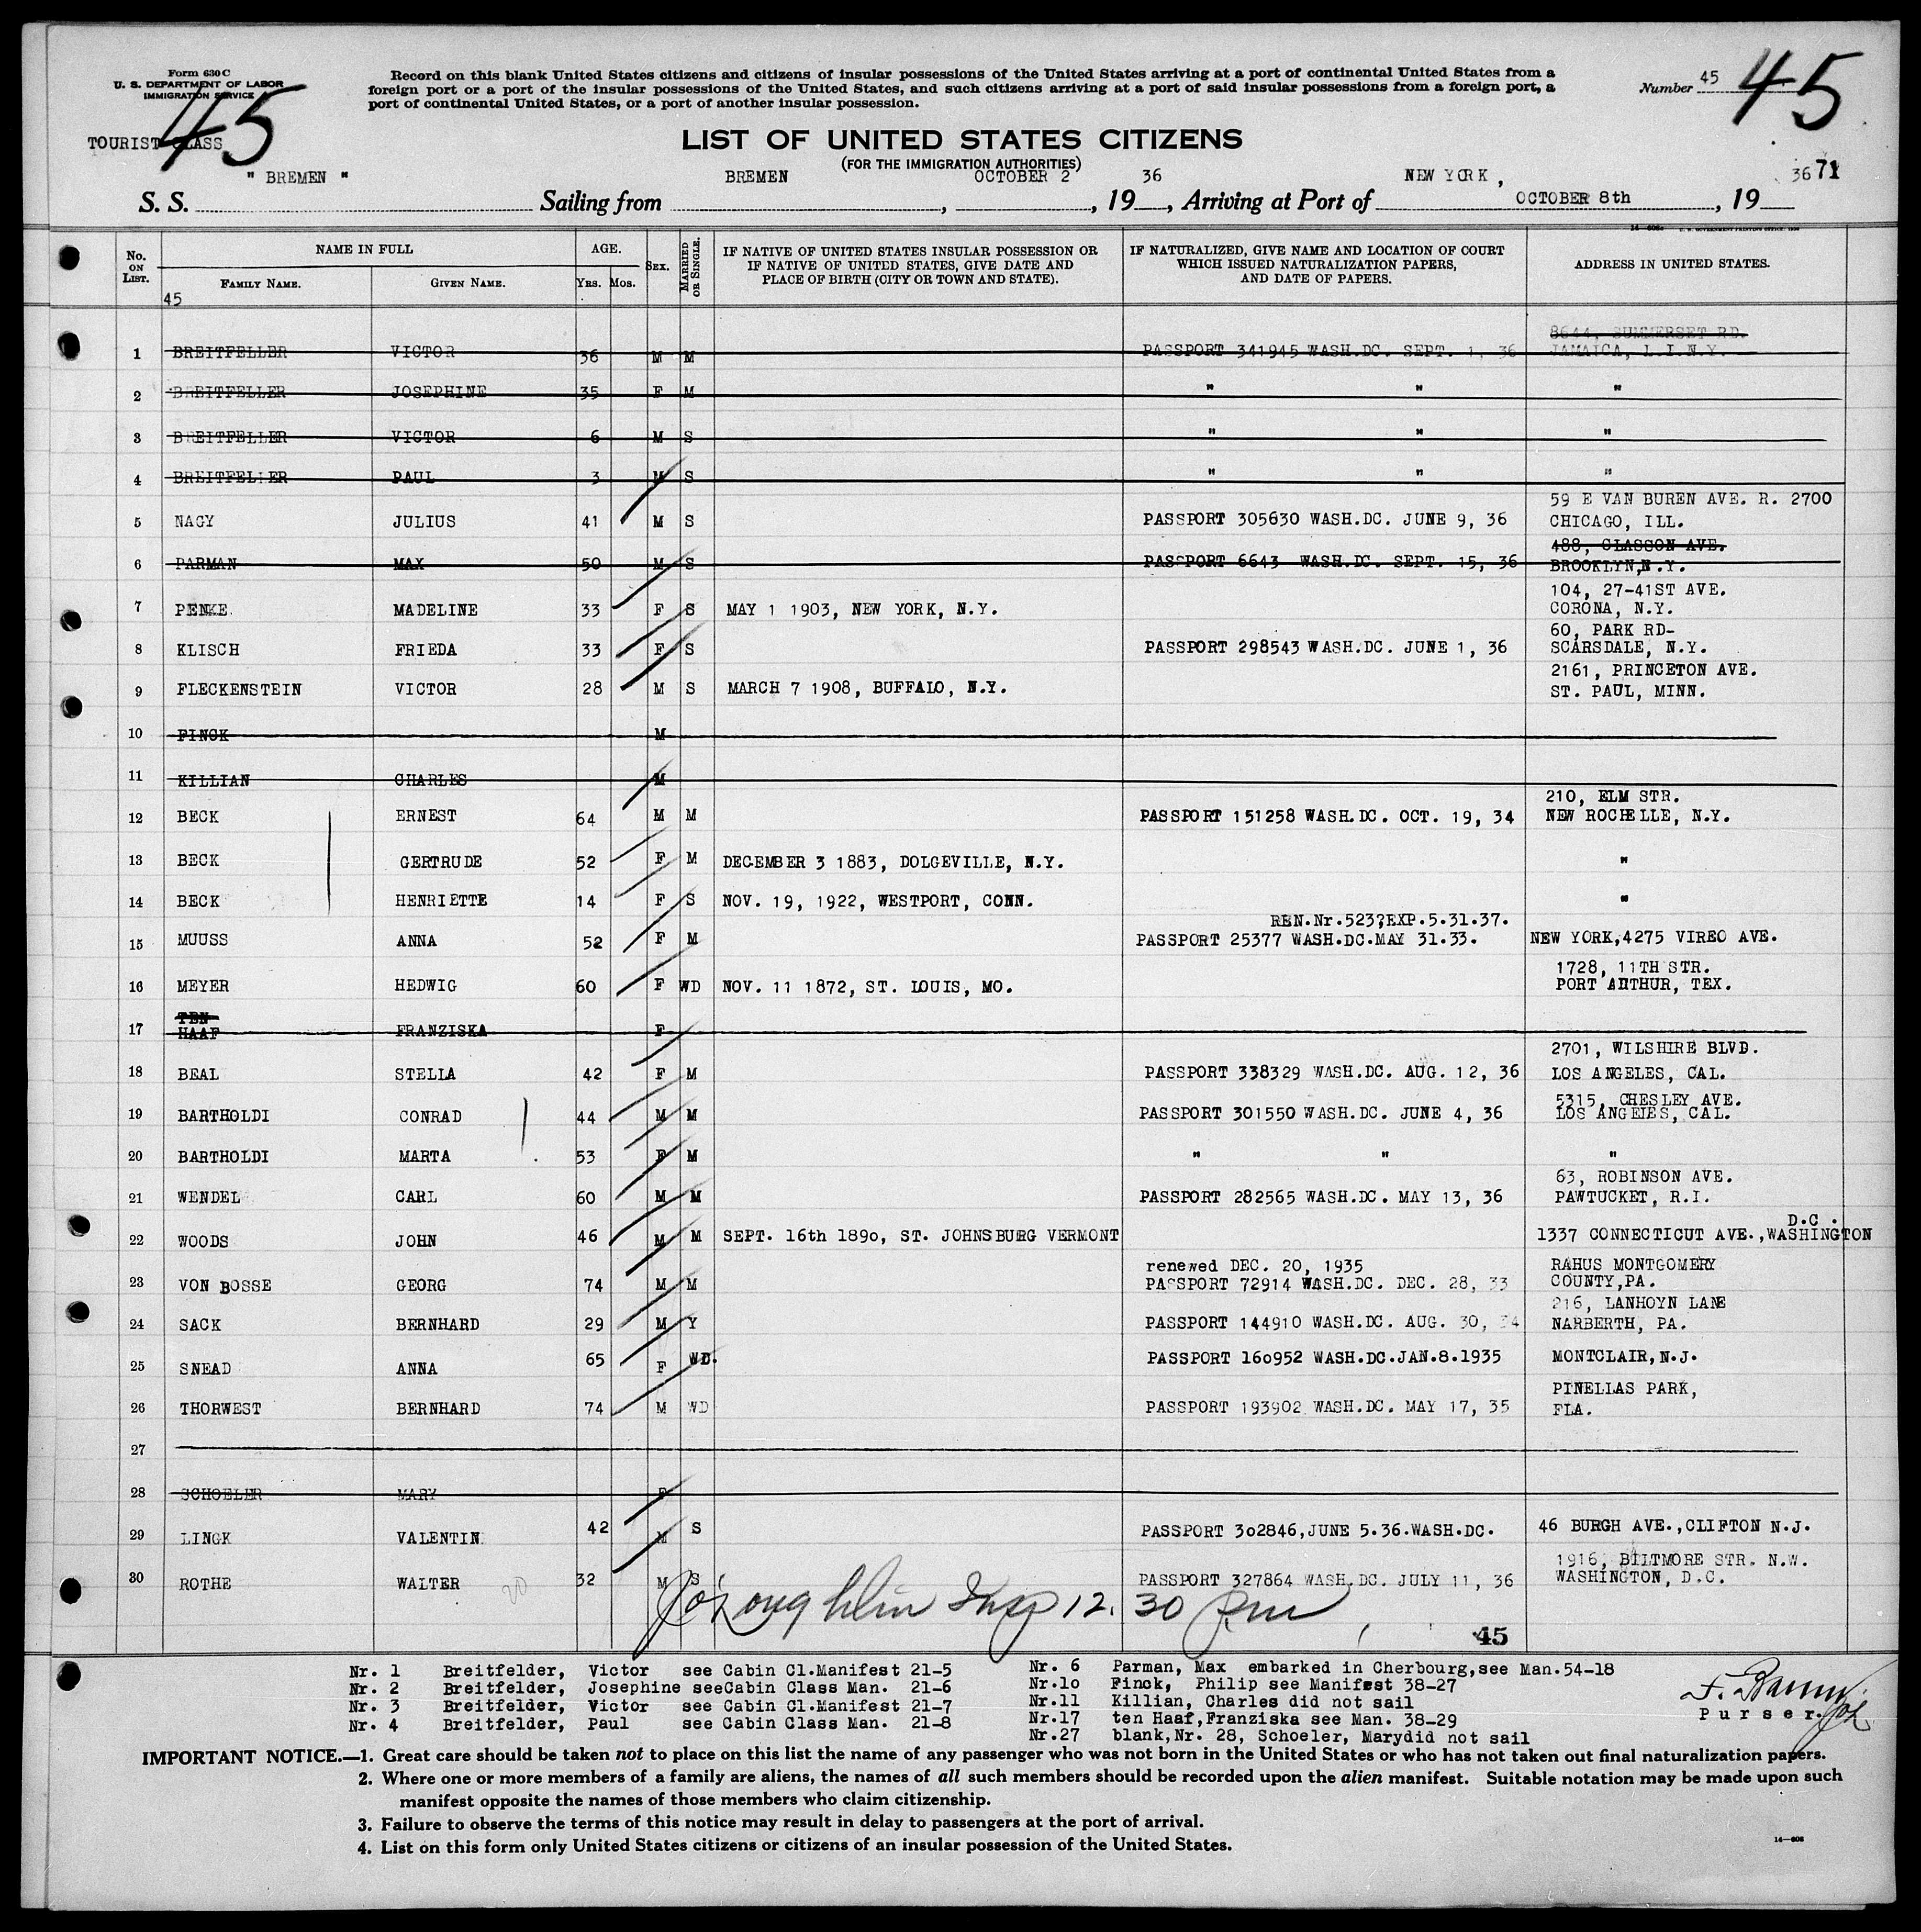 Form 630 C
U. S. DEPARTMENT OF LABOR
IMMIGRATION SERVICE
45
TOURIST CLASS
Record on this blank United States citizens and citizens of insular possessions of the United States arriving at a port of continental United States from a
foreign port or a port of the insular possessions of the United States, and such citizens arriving at a port of said insular possessions from a foreign port, a
port of continental United States, or a port of another insular possession.
Number 45
45
LIST OF UNITED STATES CITIZENS
(FOR THE IMMIGRATION AUTHORITIES)
S. S. " BREMEN " Sailing from BREMEN, OCTOBER 2, 1936, Arriving at Port of NEW YORK, OCTOBER 8th, 1936
71
No. ON LIST. NAME IN FULL FAMILY NAME. GIVEN NAME. AGE. YRS. MOS. SEX. MARRIED OR SINGLE. IF NATIVE OF UNITED STATES INSULAR POSSESSION OR IF NATIVE OF UNITED STATES, GIVE DATE AND PLACE OF BIRTH (CITY OR TOWN AND STATE). IF NATURALIZED, GIVE NAME AND LOCATION OF COURT WHICH ISSUED NATURALIZATION PAPERS, AND DATE OF PAPERS. ADDRESS IN UNITED STATES.
45
8644, SUMMERSET RD.
1 BREITFELLER VICTOR 36 M M PASSPORT 341945 WASH.DC. SEPT. 1, 36 JAMAICA, L.I.N.Y.
2 BREITFELLER JOSEPHINE 35 F M " " "
3 BREITFELLER VICTOR 6 M S " " "
4 BREITFELLER PAUL 3 M S " " "
59 E VAN BUREN AVE. R. 2700
5 NAGY JULIUS 41 M S PASSPORT 305630 WASH.DC. JUNE 9, 36 CHICAGO, ILL.
488, CLASSON AVE.
6 PARMAN MAX 50 M S PASSPORT 6643 WASH.DC. SEPT. 15, 36 BROOKLYN,N.Y.
104, 27-41ST AVE.
7 PENKE MADELINE 33 F S MAY 1 1903, NEW YORK, N.Y. CORONA, N.Y.
60, PARK RD-
8 KLISCH FRIEDA 33 F S PASSPORT 298543 WASH.DC. JUNE 1, 36 SCARSDALE, N.Y.
2161, PRINCETON AVE.
9 FLECKENSTEIN VICTOR 28 M S MARCH 7 1908, BUFFALO, N.Y. ST. PAUL, MINN.
10 FINCK M
11 KILLIAN CHARLES M
210, ELM STR.
12 BECK ERNEST 64 M M PASSPORT 151258 WASH.DC. OCT. 19, 34 NEW ROCHELLE, N.Y.
13 BECK GERTRUDE 52 F M DECEMBER 3 1883, DOLGEVILLE, N.Y. "
14 BECK HENRIETTE 14 F S NOV. 19, 1922, WESTPORT, CONN. "
REN.Nr.5237EXP.5.31.37.
15 MUUSS ANNA 52 F M PASSPORT 25377 WASH.DC.MAY 31.33. NEW YORK,4275 VIREO AVE.
1728, 11TH STR.
16 MEYER HEDWIG 60 F WD NOV. 11 1872, ST. LOUIS, MO. PORT ARTHUR, TEX.
TEN
17 HAAF FRANZISKA F
2701, WILSHIRE BLVD.
18 BEAL STELLA 42 F M PASSPORT 338329 WASH.DC. AUG. 12, 36 LOS ANGELES, CAL.
5315, CHESLEY AVE.
19 BARTHOLDI CONRAD 44 M M PASSPORT 301550 WASH.DC. JUNE 4, 36 LOS ANGELES, CAL.
20 BARTHOLDI MARTA 53 F M " " "
63, ROBINSON AVE.
21 WENDEL CARL 60 M M PASSPORT 282565 WASH.DC. MAY 13, 36 PAWTUCKET, R.I.
D.C.
22 WOODS JOHN 46 M M SEPT. 16th 1890, ST. JOHNSBURG VERMONT 1337 CONNECTICUT AVE.,WASHINGTON
renewed DEC. 20, 1935 RAHUS MONTGOMERY
23 VON BOSSE GEORG 74 M M PASSPORT 72914 WASH.DC. DEC. 28, 33 COUNTY,PA.
216, LANHOYN LANE
24 SACK BERNHARD 29 M Y PASSPORT 144910 WASH.DC. AUG. 30, 34 NARBERTH, PA.
25 SNEAD ANNA 65 F WD. PASSPORT 160952 WASH.DC.JAN.8.1935 MONTCLAIR,N.J.
PINELLAS PARK,
26 THORWEST BERNHARD 74 M WD PASSPORT 193902 WASH.DC. MAY 17, 35 FLA.
27
28 SCHOELER MARY F
29 LINGK VALENTIN 42 M S PASSPORT 302846,JUNE 5.36.WASH.DC. 46 BURGH AVE.,CLIFTON N.J.
1916, BILTMORE STR. N.W.
30 ROTHE WALTER 20 32 M S PASSPORT 327864 WASH.DC. JULY 11, 36 WASHINGTON, D.C.
Insp 12.30 pm
45
Nr. 1 Breitfelder, Victor see Cabin Cl.Manifest 21-5
Nr. 2 Breitfelder, Josephine seeCabin Class Man. 21-6
Nr. 3 Breitfelder, Victor see Cabin Cl.Manifest 21-7
Nr. 4 Breitfelder, Paul see Cabin Class Man. 21-8
Nr. 6 Parman, Max embarked in Cherbourg,see Man.54-18
Nr.10 Finck, Philip see Manifest 38-27
Nr.11 Killian, Charles did not sail
Nr.17 ten Haaf,Franziska see Man. 38-29
Nr.27 blank,Nr. 28, Schoeler, Marydid not sail
Purser.
IMPORTANT NOTICE.—1. Great care should be taken not to place on this list the name of any passenger who was not born in the United States or who has not taken out final naturalization papers.
2. Where one or more members of a family are aliens, the names of all such members should be recorded upon the alien manifest. Suitable notation may be made upon such
manifest opposite the names of those members who claim citizenship.
3. Failure to observe the terms of this notice may result in delay to passengers at the port of arrival.
4. List on this form only United States citizens or citizens of an insular possession of the United States.
14—608